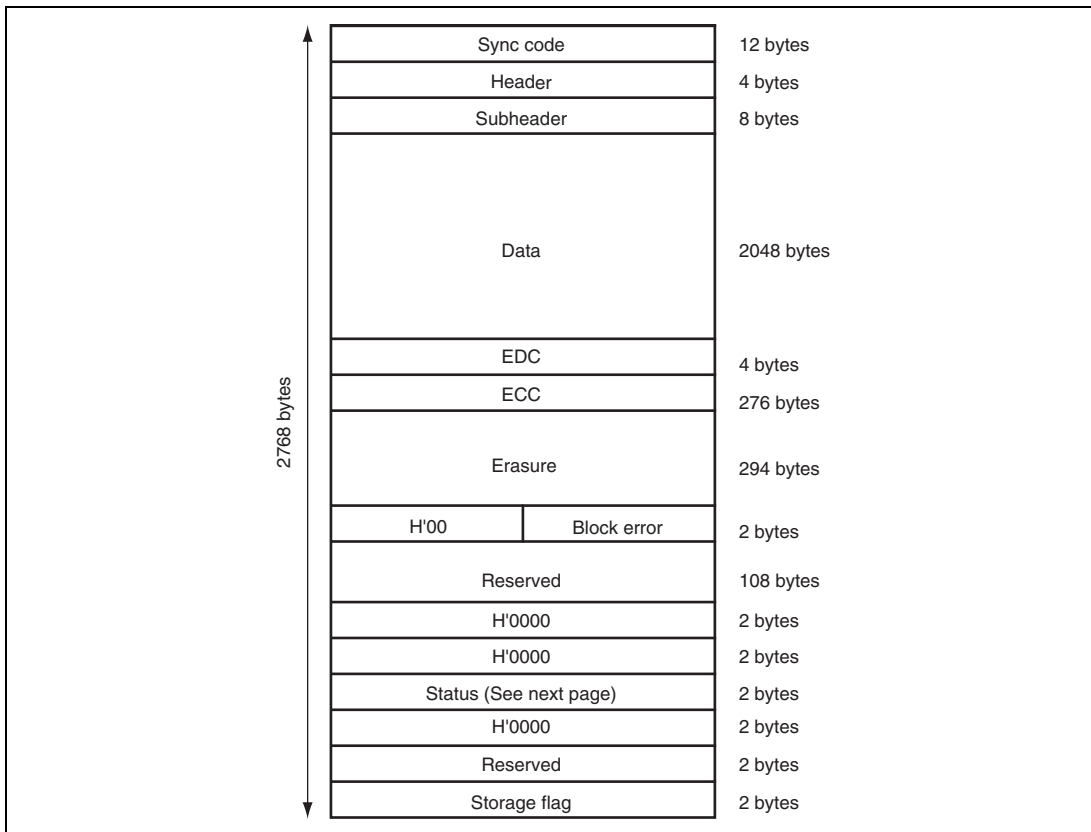 Sync code 12 bytes
Header 4 bytes
Subheader 8 bytes
Data 2048 bytes
EDC 4 bytes
ECC 276 bytes
2768 bytes
Erasure 294 bytes
H'00 Block error 2 bytes
Reserved 108 bytes
H'0000 2 bytes
H'0000 2 bytes
Status (See next page) 2 bytes
H'0000 2 bytes
Reserved 2 bytes
Storage flag 2 bytes